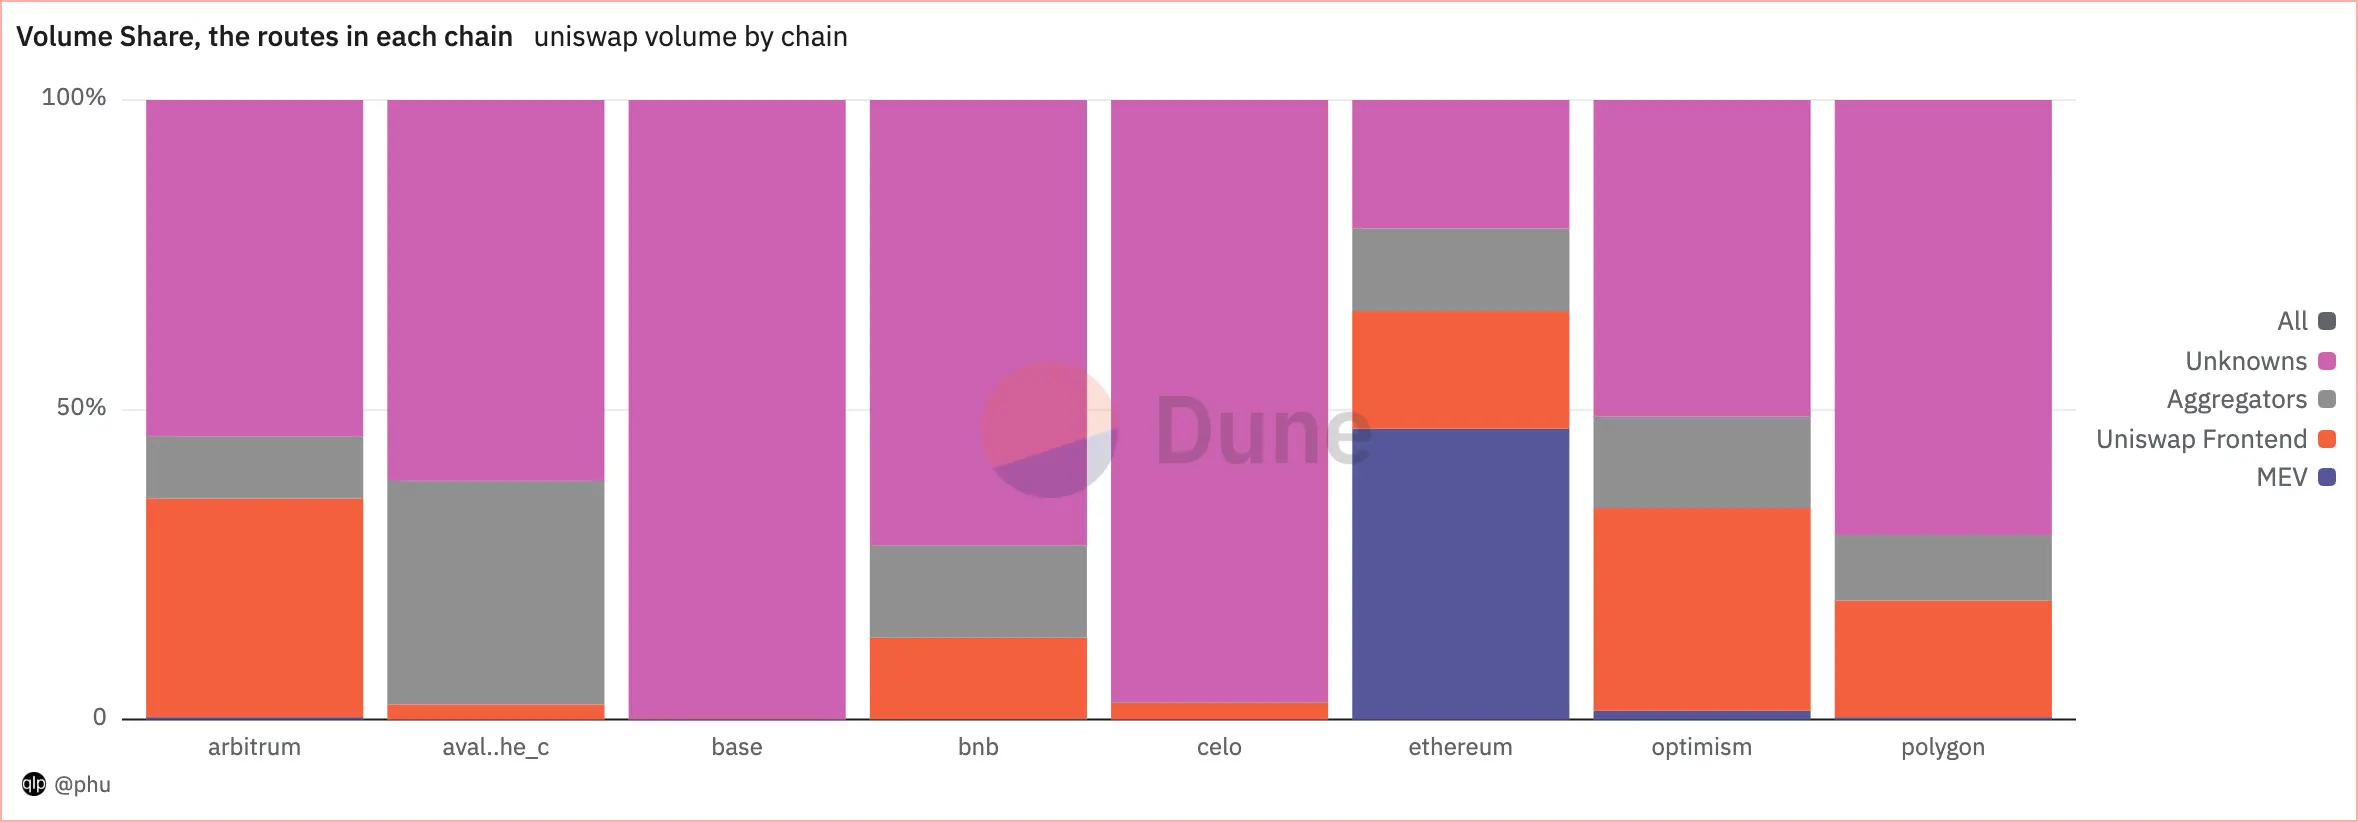 Volume Share, the routes in each chain uniswap volume by chain
100%
50%
0
Dune
All
Unknowns
Aggregators
Uniswap Frontend
MEV
arbitrum aval..he_c base bnb celo ethereum optimism polygon
qlp @phu